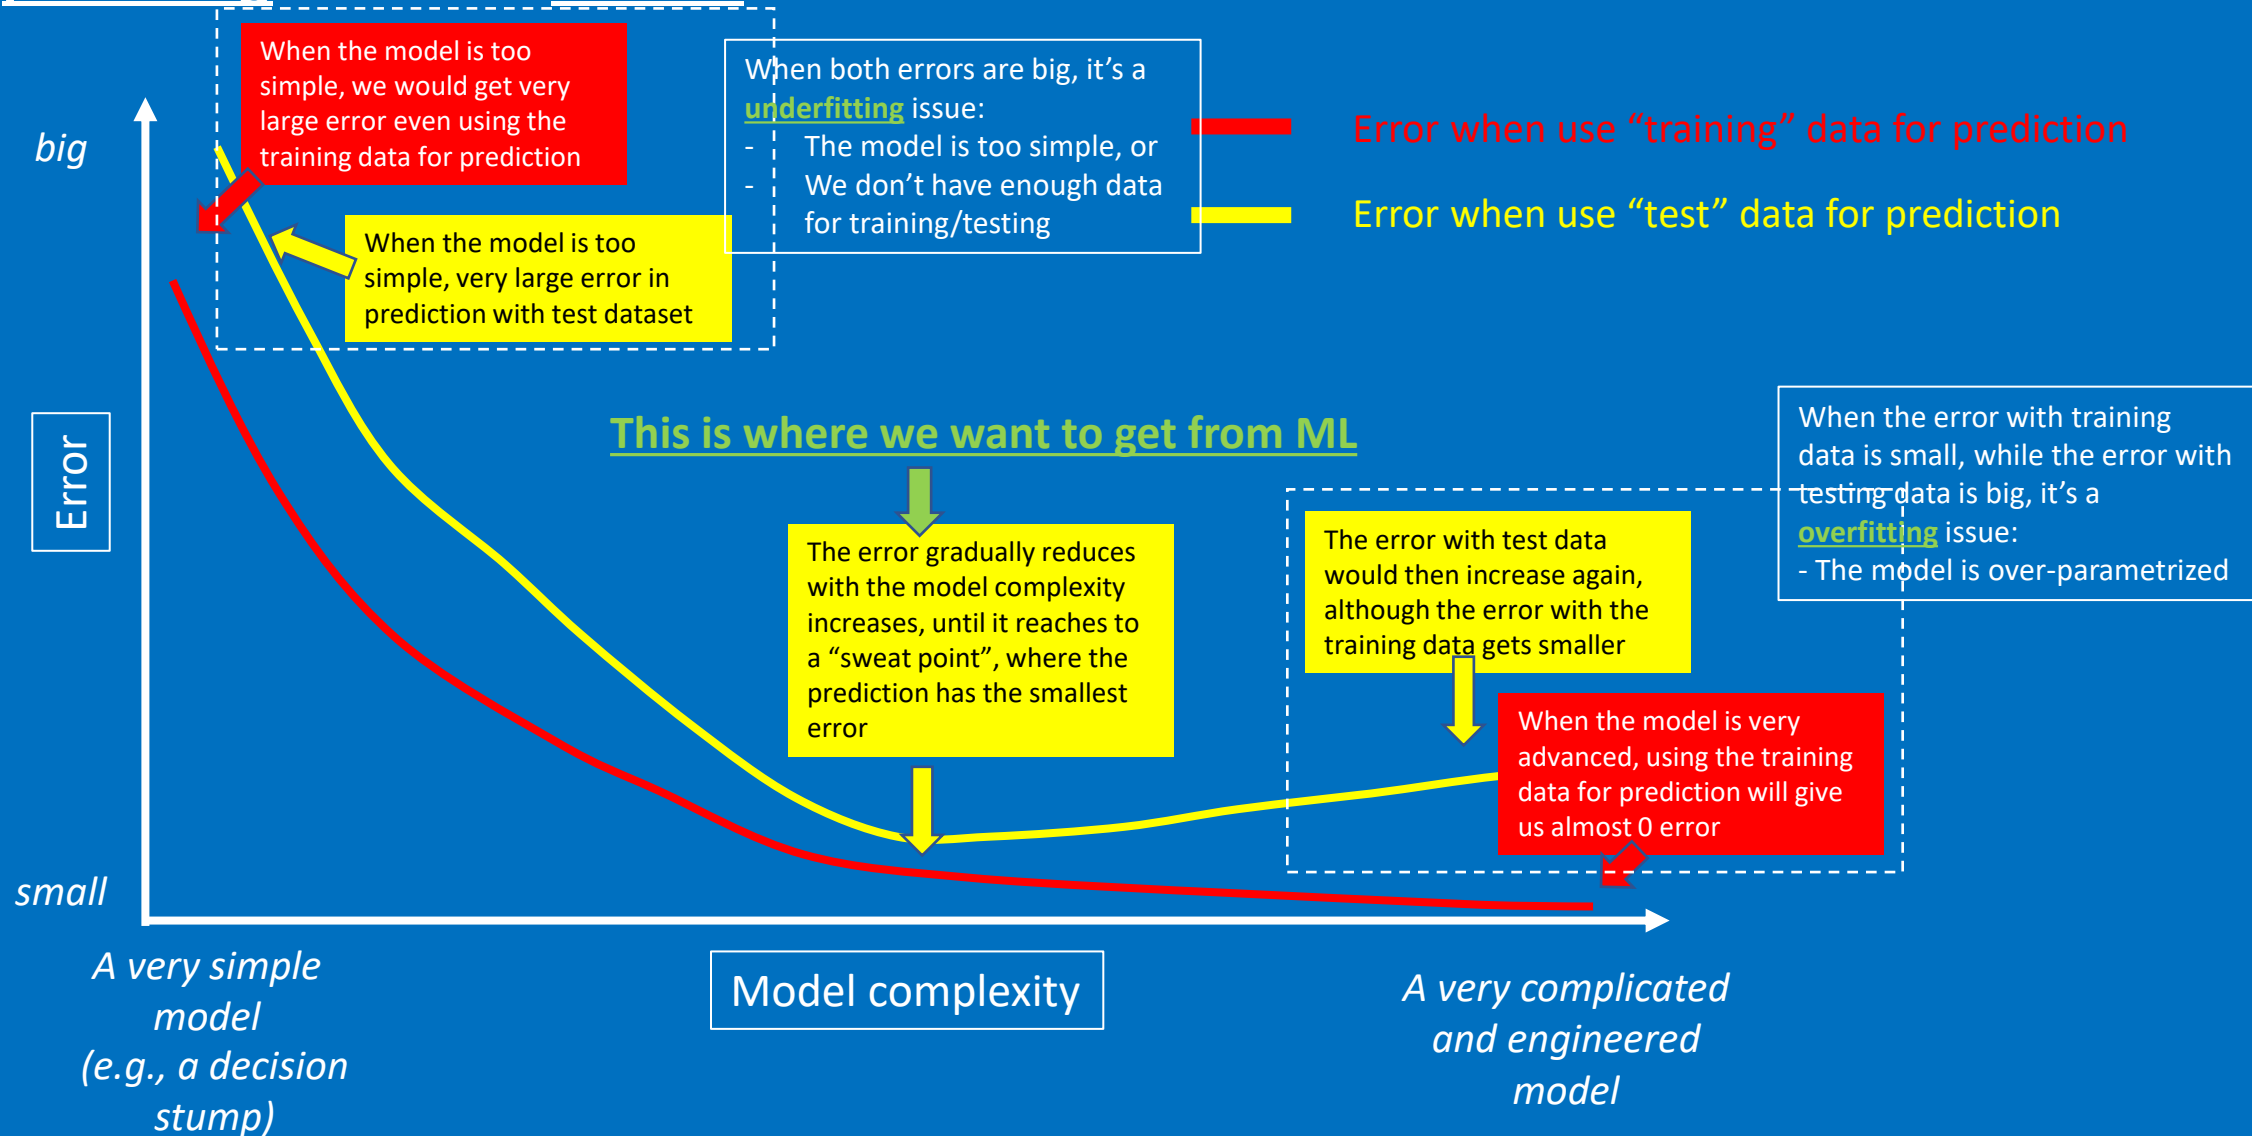 When the model is too
simple, we would get very
large error even using the
training data for prediction
When both errors are big, it’s a
underfitting issue:
- The model is too simple, or
- We don’t have enough data
for training/testing
Error when use “training” data for prediction
Error when use “test” data for prediction
big
When the model is too
simple, very large error in
prediction with test dataset
This is where we want to get from ML
When the error with training
data is small, while the error with
testing data is big, it’s a
overfitting issue:
- The model is over-parametrized
Error
The error gradually reduces
with the model complexity
increases, until it reaches to
a “sweat point”, where the
prediction has the smallest
error
The error with test data
would then increase again,
although the error with the
training data gets smaller
When the model is very
advanced, using the training
data for prediction will give
us almost 0 error
small
A very simple
model
(e.g., a decision
stump)
Model complexity
A very complicated
and engineered
model